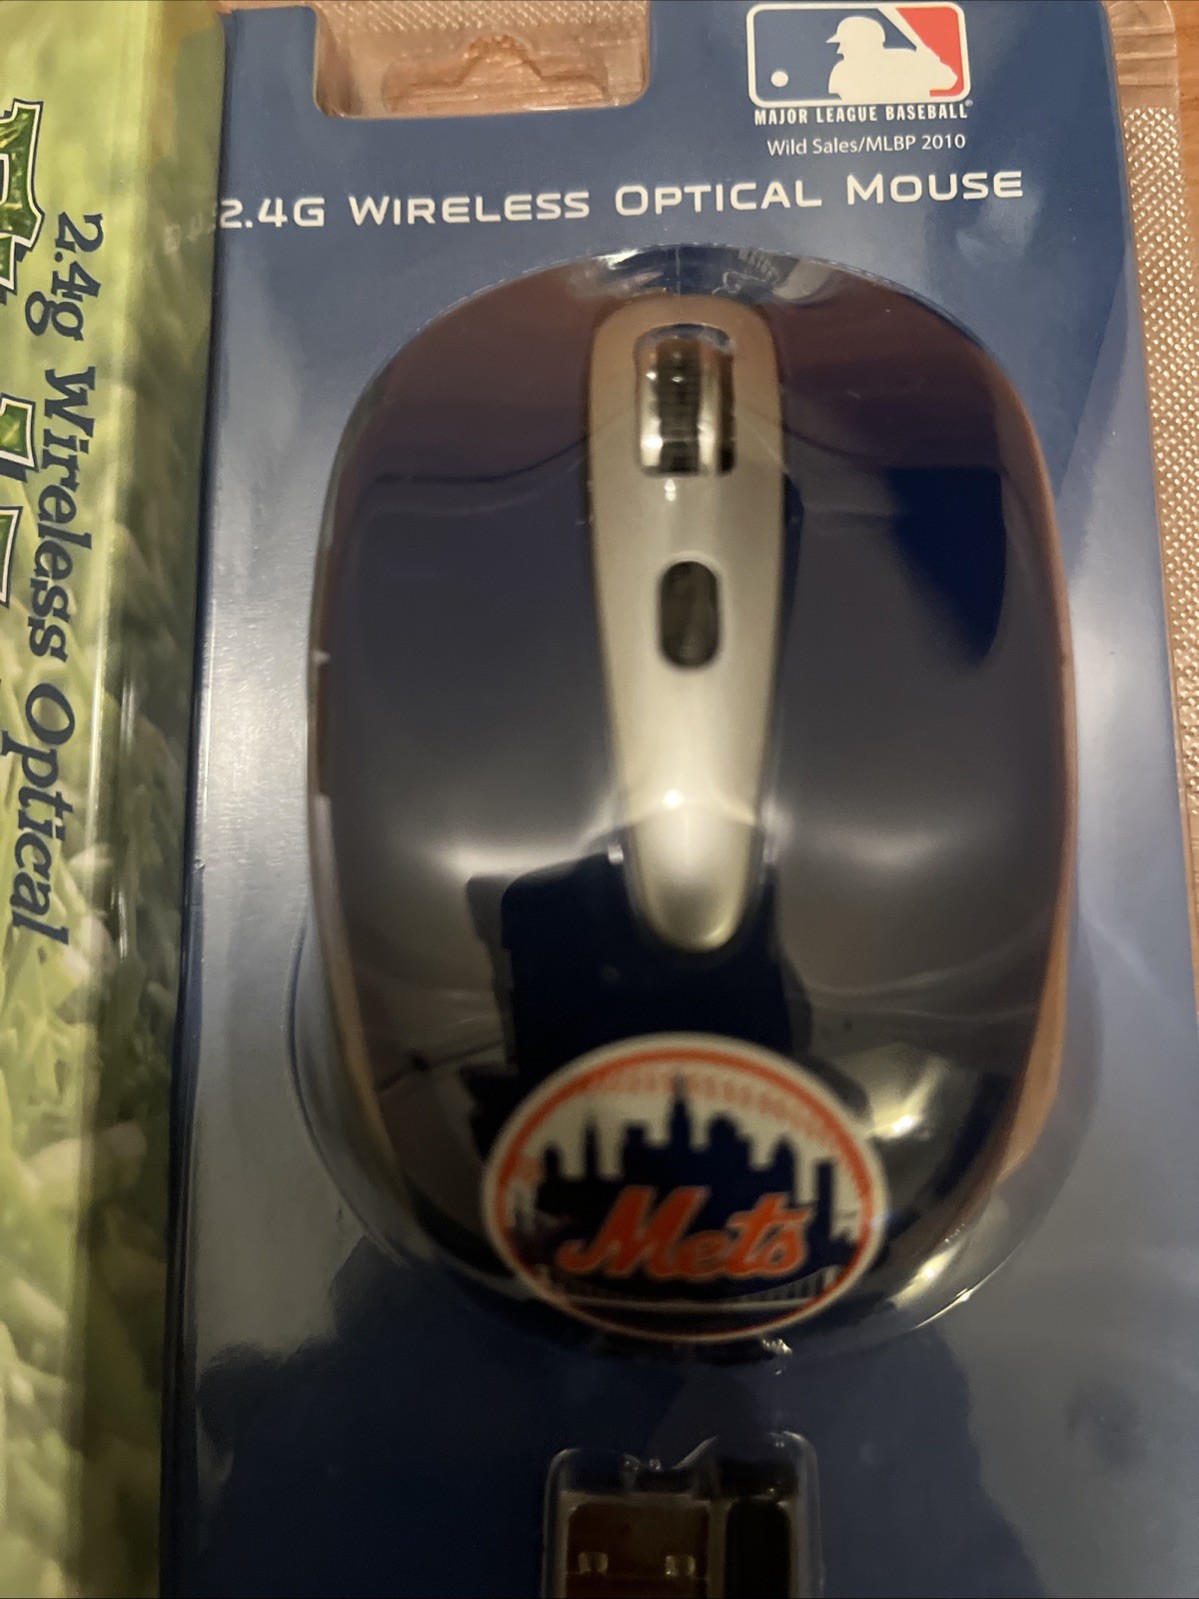 MAJOR LEAGUE BASEBALL
Wild Sales/MLBP 2010
2.4G WIRELESS OPTICAL MOUSE
Mets
2.4g Wireless Optical